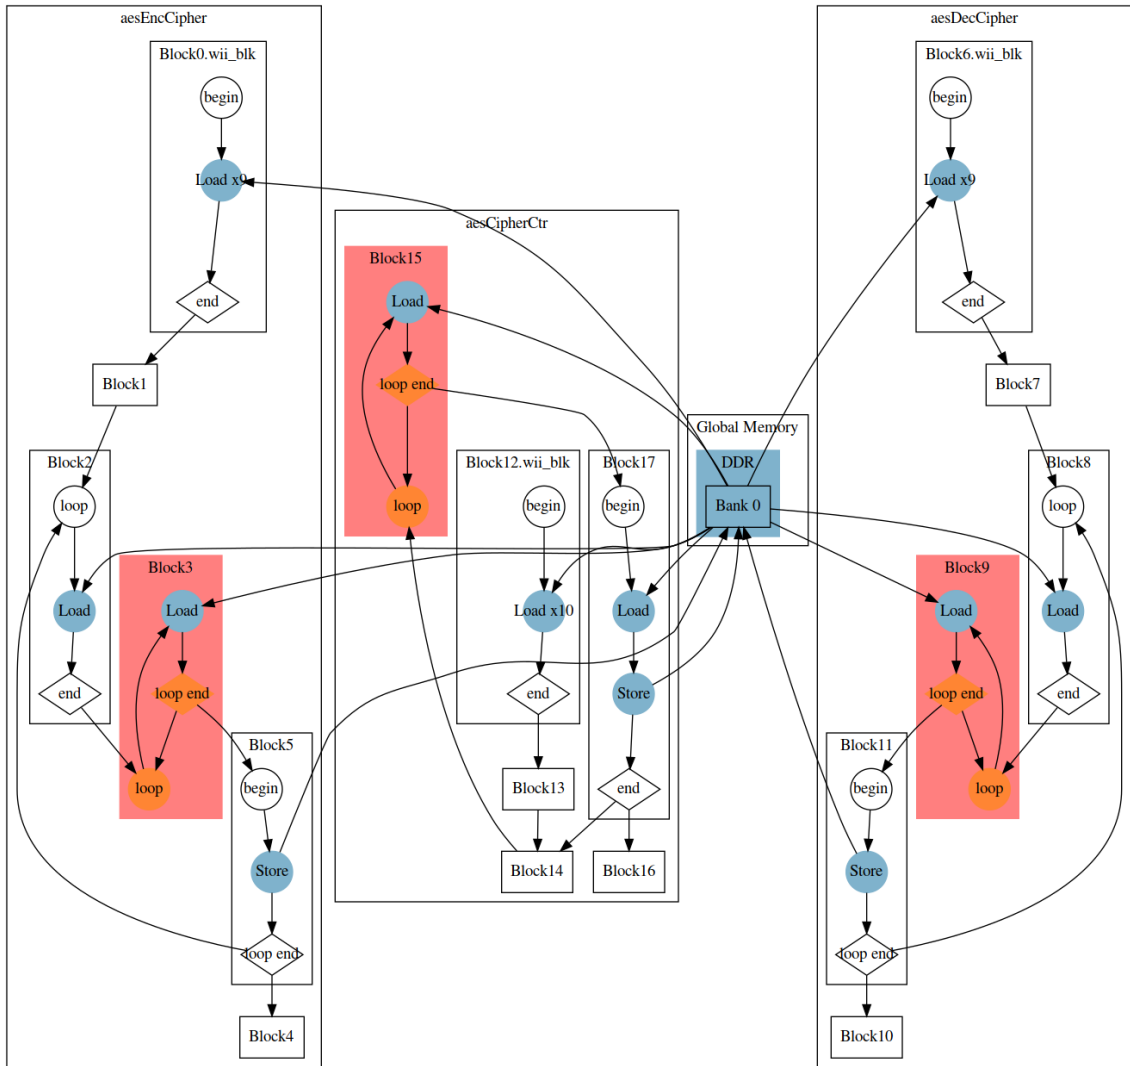 aesEncCipher
Block0.wii_blk
begin
Load x9
end
Block1
Block2
loop
Load
end
Block3
Load
loop end
loop
Block5
begin
Store
loop end
Block4
aesCipherCtr
Block15
Load
loop end
loop
Block12.wii_blk
begin
Load x10
end
Block13
Block14
Block17
begin
Load
Store
end
Block16
Global Memory
DDR
Bank 0
aesDecCipher
Block6.wii_blk
begin
Load x9
end
Block7
Block8
loop
Load
end
Block9
Load
loop end
loop
Block11
begin
Store
loop end
Block10